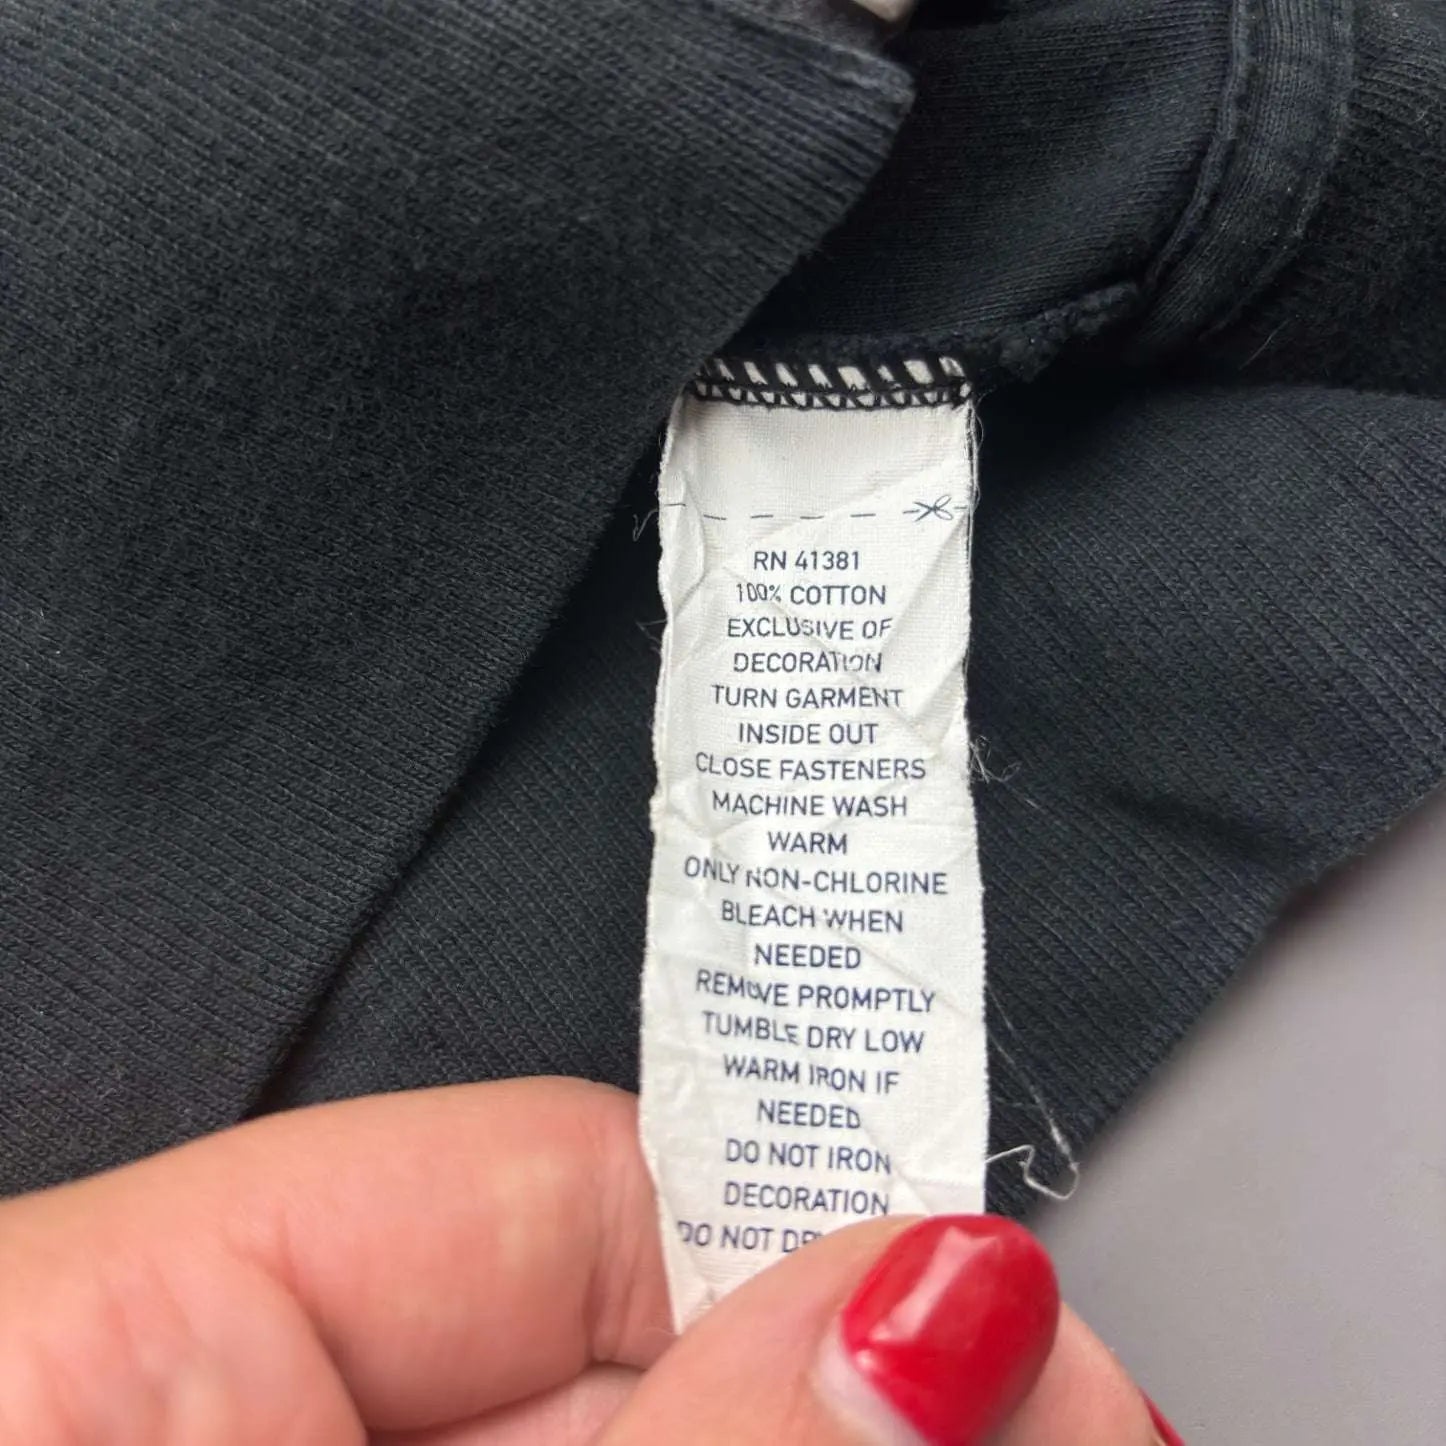 RN 41381
100% COTTON
EXCLUSIVE OF
DECORATION
TURN GARMENT
INSIDE OUT
CLOSE FASTENERS
MACHINE WASH
WARM
ONLY NON-CHLORINE
BLEACH WHEN
NEEDED
REMOVE PROMPTLY
TUMBLE DRY LOW
WARM IRON IF
NEEDED
DO NOT IRON
DECORATION
DO NOT